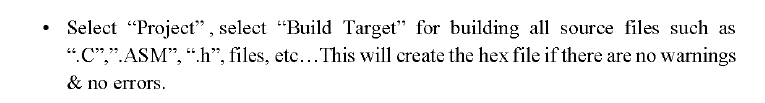 • Select “Project” , select “Build Target” for building all source files such as
“.C”,”.ASM”, “.h”, files, etc…This will create the hex file if there are no warnings
& no errors.